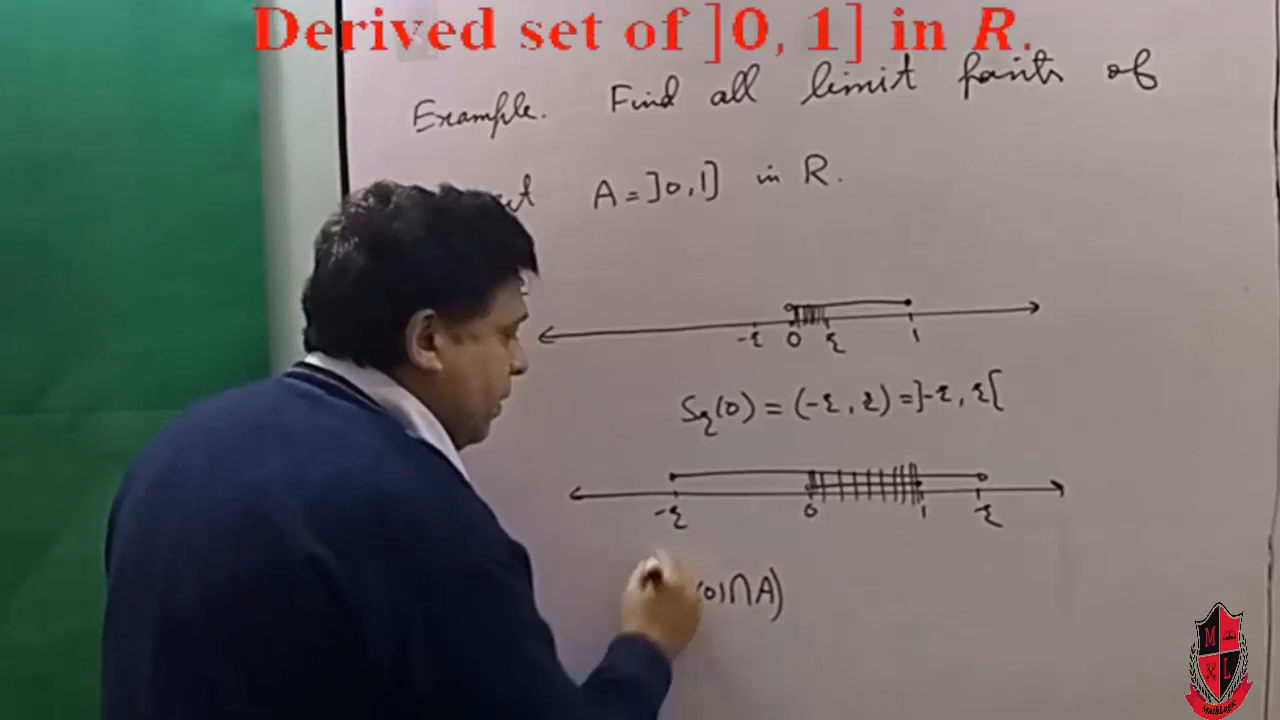 Derived set of ]0, 1] in R.
Example. Find all limit points of
A = ]0,1] in R.
-ε 0 ε 1
Sε(0) = (-ε, ε) = ]-ε, ε[
-ε 0 1 ε
(0)∩A)
M L
MathLogic